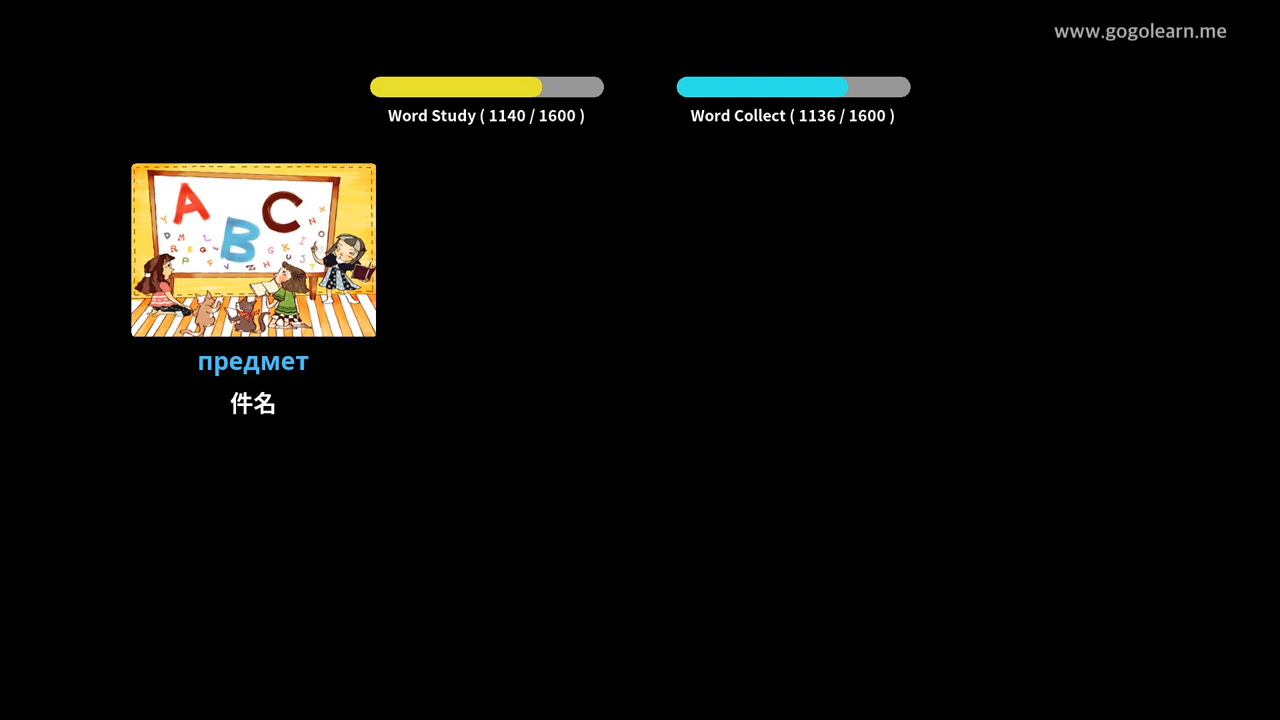 www.gogolearn.me
Word Study ( 1140 / 1600 )
Word Collect ( 1136 / 1600 )
A
B
C
предмет
件名